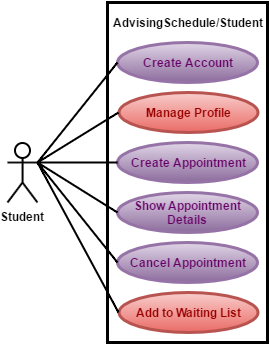 AdvisingSchedule/Student
Create Account
Manage Profile
Create Appointment
Show Appointment
Details
Cancel Appointment
Add to Waiting List
Student